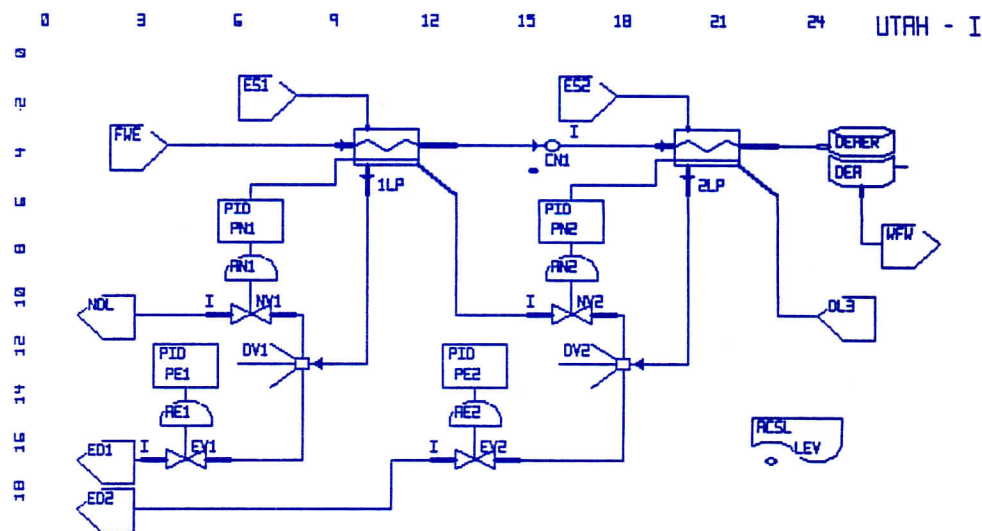 0 3 6 9 12 15 18 21 24 UTAH - I
0
2
4
6
8
10
12
14
16
18
ES1
ES2
FWE
I
CN1
DEAER
DEA
1LP
2LP
PID
PN1
PID
PN2
WFW
AN1
AN2
NDL
I
NV1
I
NV2
DL3
DV1
DV2
PID
PE1
PID
PE2
AE1
AE2
ACSL
LEV
ED1
I
EV1
I
EV2
ED2